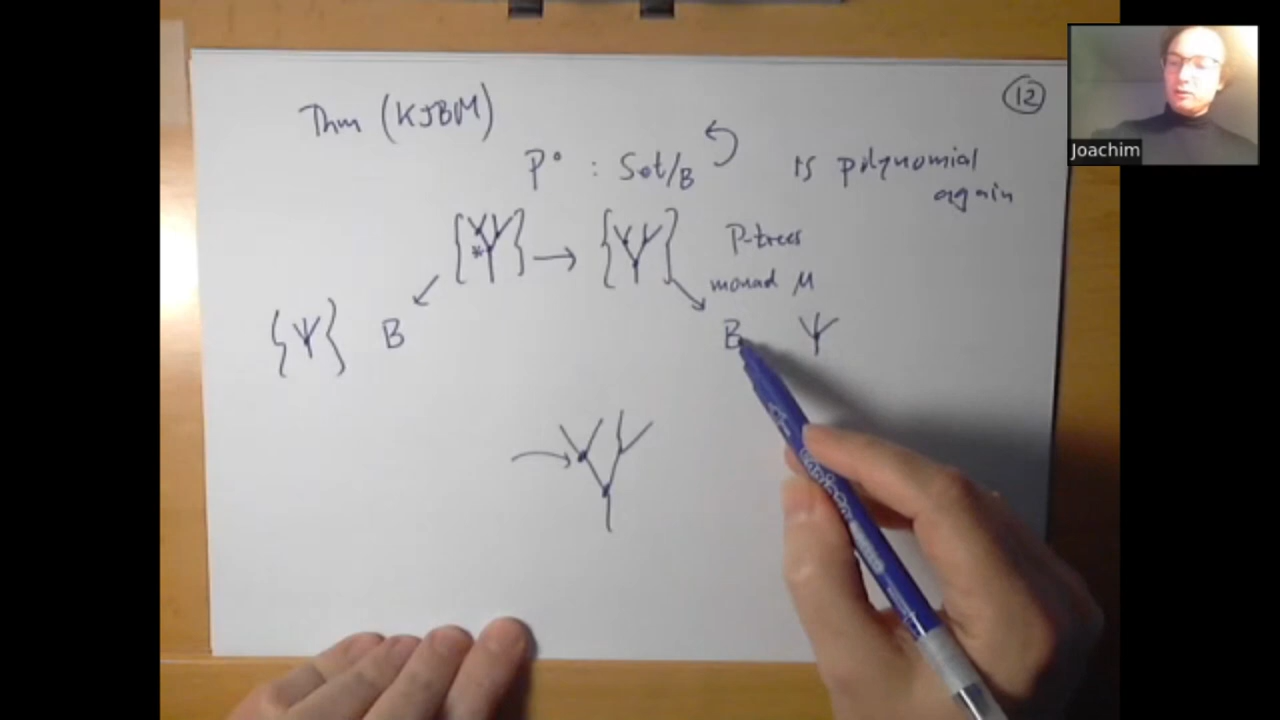 Thm (KJBM)
12
P° : Set/B is polynomial
again
* P-trees
monad M
B B
Joachim